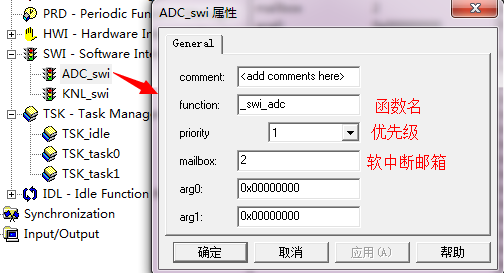 PRD - Periodic Func
HWI - Hardware In
SWI - Software Inte
ADC_swi
KNL_swi
TSK - Task Manag
TSK_idle
TSK_task0
TSK_task1
IDL - Idle Function
Synchronization
Input/Output
ADC_swi 属性
General
comment: <add comments here>
function: _swi_adc 函数名
priority 1 优先级
mailbox: 2 软中断邮箱
arg0: 0x00000000
arg1: 0x00000000
确定 取消 应用(A) 帮助